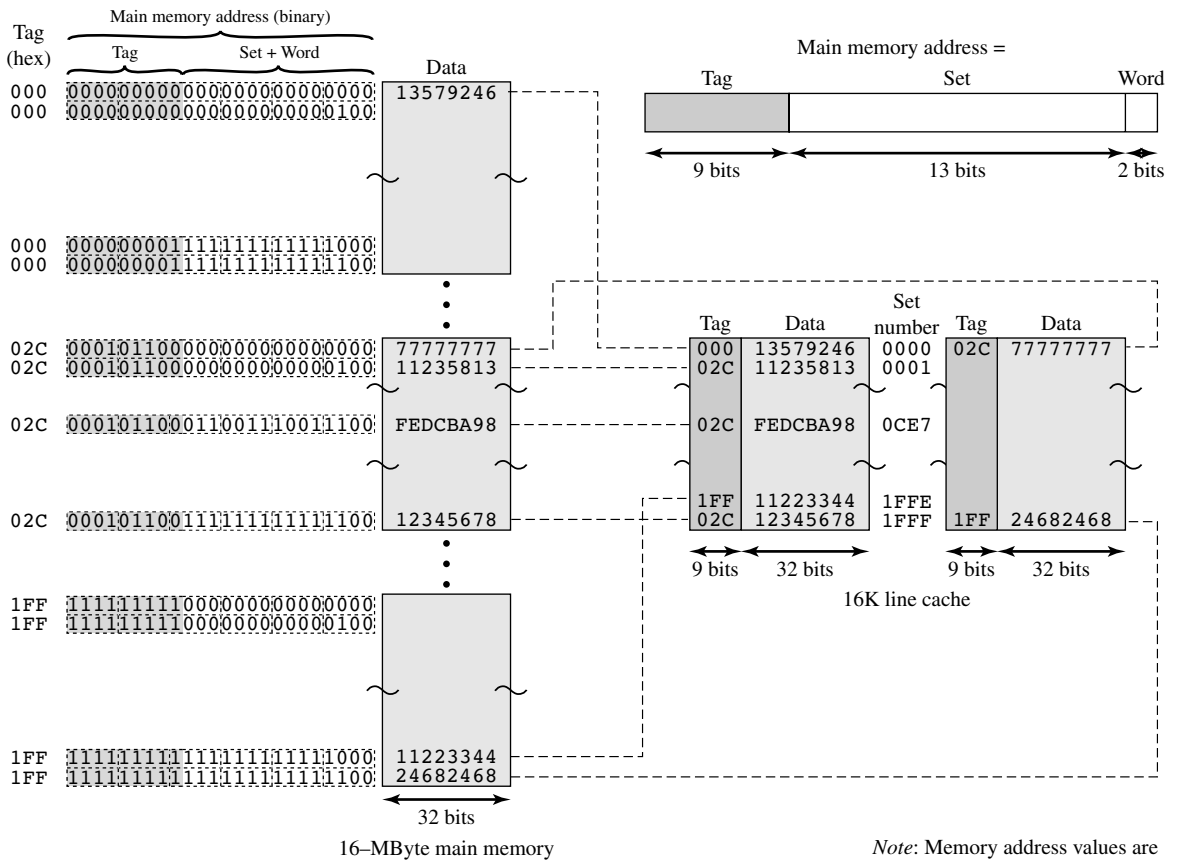 Main memory address (binary)
Tag
(hex)
Tag
Set + Word
Data
000 000000000000000000000000 13579246
000 000000000000000000000100
000 000000001111111111111000
000 000000001111111111111100
02C 000101100000000000000000 77777777
02C 000101100000000000000100 11235813
02C 000101100011001110011100 FEDCBA98
02C 000101100111111111111100 12345678
1FF 111111111000000000000000
1FF 111111111000000000000100
1FF 111111111111111111111000 11223344
1FF 111111111111111111111100 24682468
32 bits
16–MByte main memory
Main memory address =
Tag Set Word
9 bits 13 bits 2 bits
Set
Tag Data number Tag Data
000 13579246 0000 02C 77777777
02C 11235813 0001
02C FEDCBA98 0CE7
1FF 11223344 1FFE
02C 12345678 1FFF 1FF 24682468
9 bits 32 bits 9 bits 32 bits
16K line cache
Note: Memory address values are